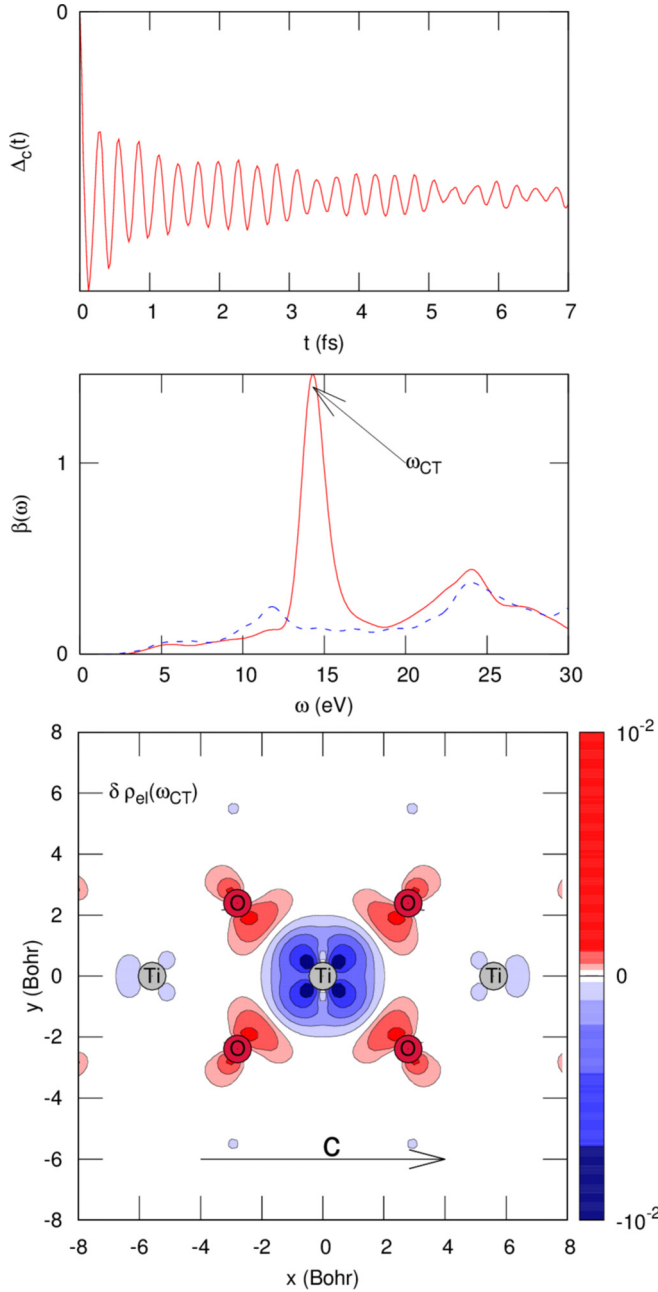 0
Δc(t)
0 1 2 3 4 5 6 7
t (fs)
1
ωCT
β(ω)
0
0 5 10 15 20 25 30
ω (eV)
8
10-2
6
δ ρel(ωCT)
4
O O
2
y (Bohr)
0
Ti Ti Ti
0
-2
O O
-4
C
-6
-8
-10-2
-8 -6 -4 -2 0 2 4 6 8
x (Bohr)